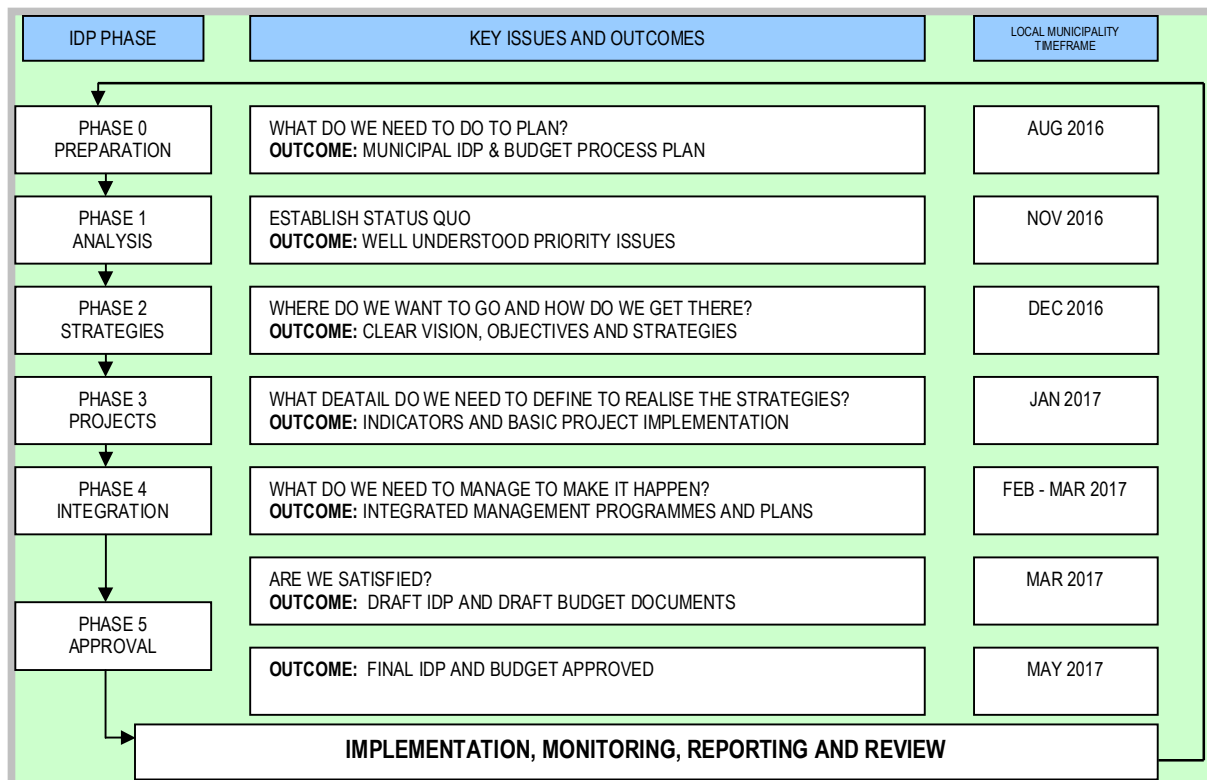 IDP PHASE
KEY ISSUES AND OUTCOMES
LOCAL MUNICIPALITY
TIMEFRAME
PHASE 0
PREPARATION
WHAT DO WE NEED TO DO TO PLAN?
OUTCOME: MUNICIPAL IDP & BUDGET PROCESS PLAN
AUG 2016
PHASE 1
ANALYSIS
ESTABLISH STATUS QUO
OUTCOME: WELL UNDERSTOOD PRIORITY ISSUES
NOV 2016
PHASE 2
STRATEGIES
WHERE DO WE WANT TO GO AND HOW DO WE GET THERE?
OUTCOME: CLEAR VISION, OBJECTIVES AND STRATEGIES
DEC 2016
PHASE 3
PROJECTS
WHAT DEATAIL DO WE NEED TO DEFINE TO REALISE THE STRATEGIES?
OUTCOME: INDICATORS AND BASIC PROJECT IMPLEMENTATION
JAN 2017
PHASE 4
INTEGRATION
WHAT DO WE NEED TO MANAGE TO MAKE IT HAPPEN?
OUTCOME: INTEGRATED MANAGEMENT PROGRAMMES AND PLANS
FEB - MAR 2017
PHASE 5
APPROVAL
ARE WE SATISFIED?
OUTCOME: DRAFT IDP AND DRAFT BUDGET DOCUMENTS
MAR 2017
OUTCOME: FINAL IDP AND BUDGET APPROVED
MAY 2017
IMPLEMENTATION, MONITORING, REPORTING AND REVIEW